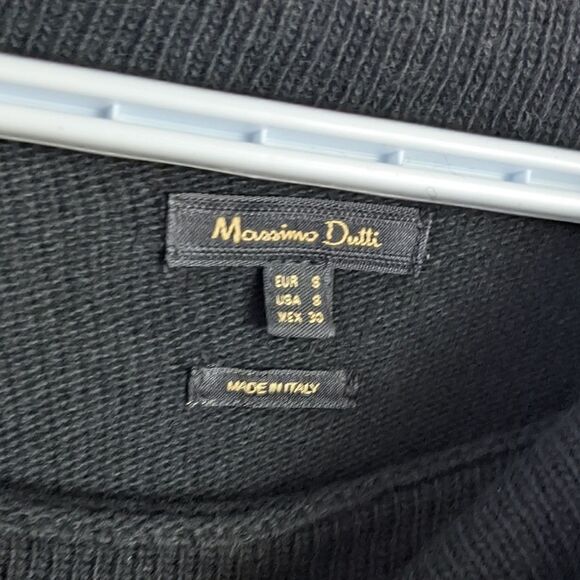 Massimo Dutti
EUR S
USA S
MEX 30
MADE IN ITALY